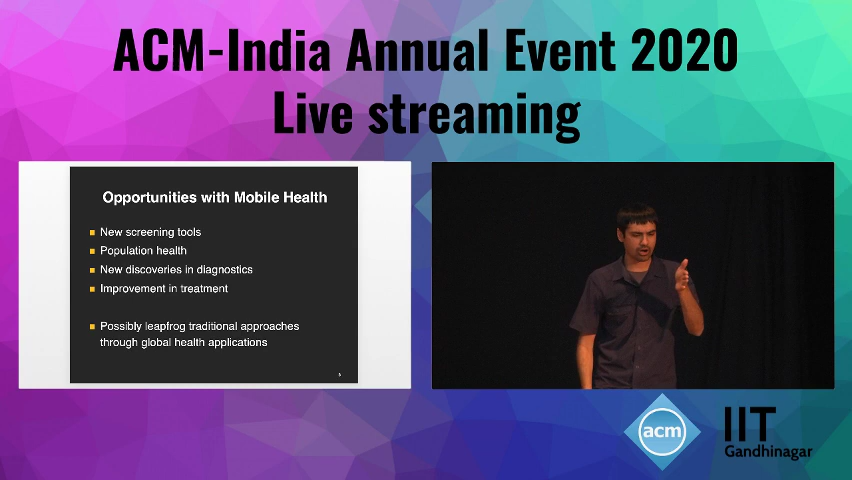 ACM-India Annual Event 2020
Live streaming
Opportunities with Mobile Health
New screening tools
Population health
New discoveries in diagnostics
Improvement in treatment
Possibly leapfrog traditional approaches
through global health applications
5
acm
IIT
Gandhinagar